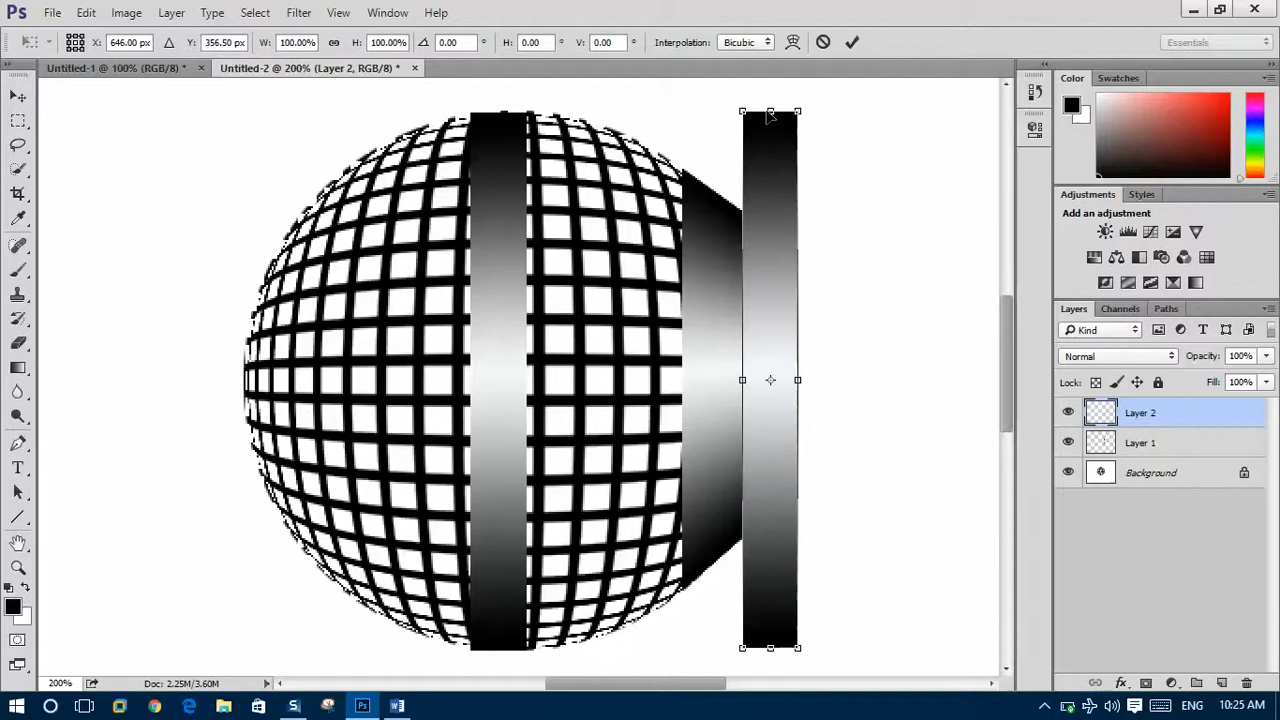 Ps File Edit Image Layer Type Select Filter 3D View Window Help
X: 646.00 px Y: 356.50 px W: 100.00% H: 100.00% 0.00 ° H: 0.00 ° V: 0.00 ° Interpolation: Bicubic Essentials
Untitled-1 @ 100% (RGB/8) * × Untitled-2 @ 200% (Layer 2, RGB/8) * ×
Color Swatches
Adjustments Styles
Add an adjustment
Layers Channels Paths
Kind
Normal Opacity: 100%
Lock: Fill: 100%
Layer 2
Layer 1
Background
200% Doc: 2.25M/3.60M
ENG 10:25 AM